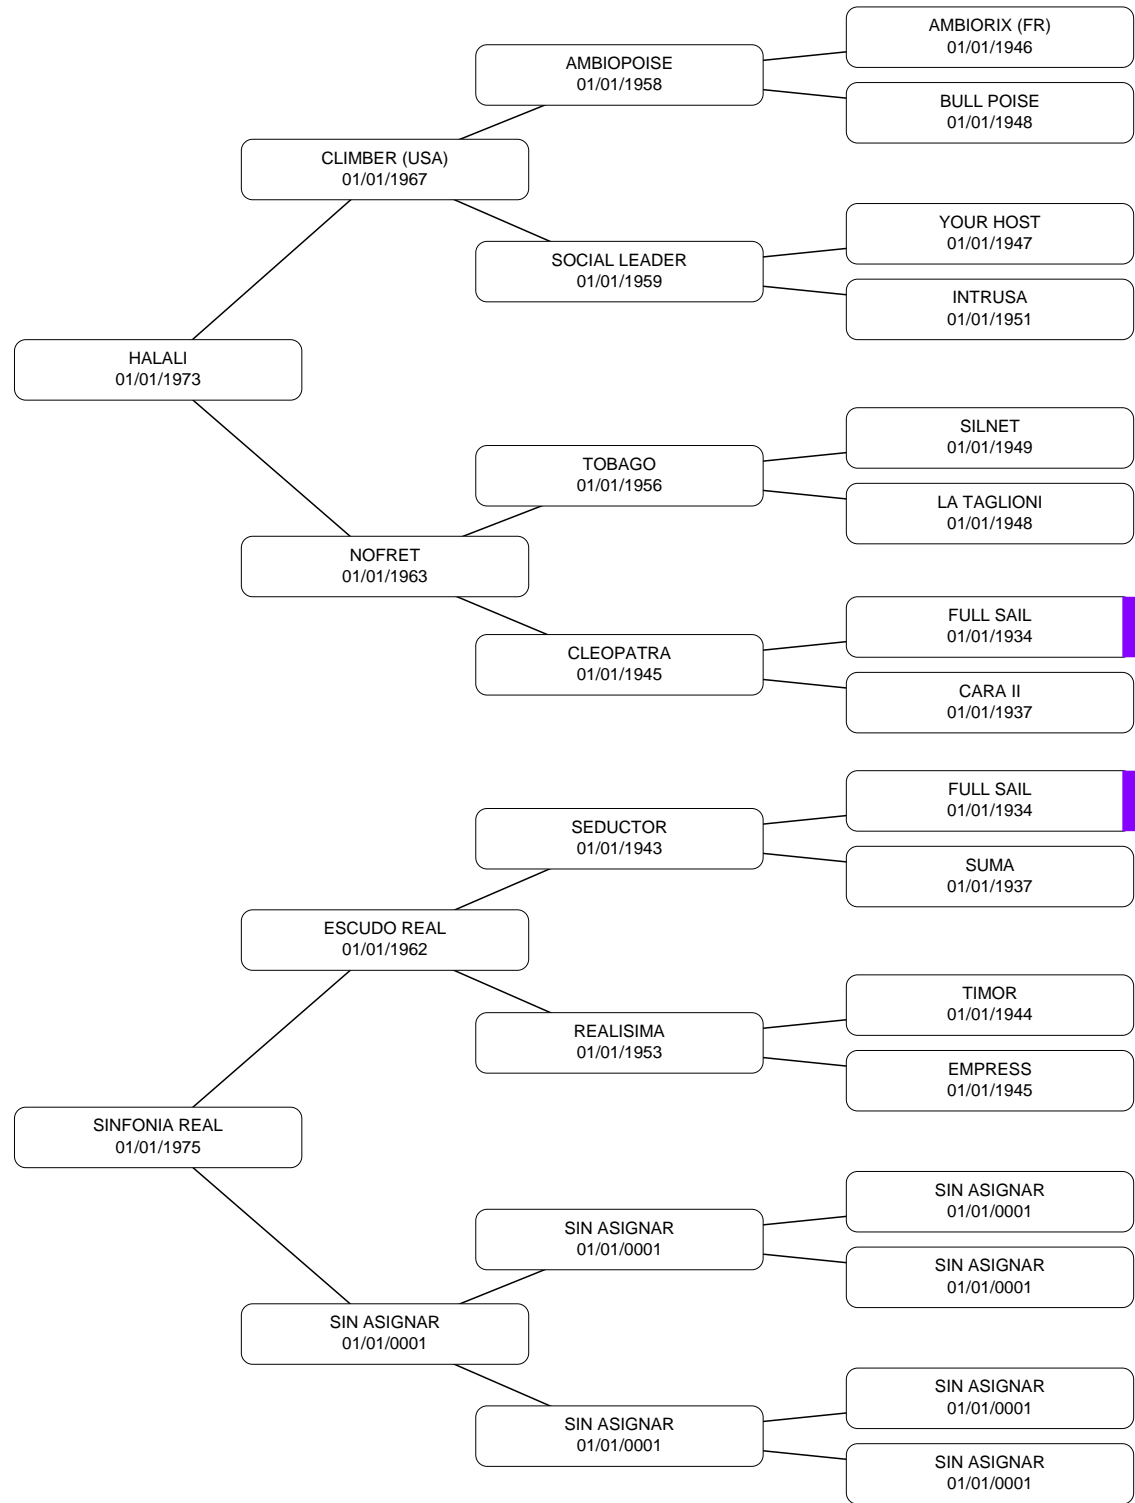 AMBIORIX (FR)
01/01/1946
AMBIOPOISE
01/01/1958
BULL POISE
01/01/1948
CLIMBER (USA)
01/01/1967
YOUR HOST
01/01/1947
SOCIAL LEADER
01/01/1959
INTRUSA
01/01/1951
HALALI
01/01/1973
SILNET
01/01/1949
TOBAGO
01/01/1956
LA TAGLIONI
01/01/1948
NOFRET
01/01/1963
FULL SAIL
01/01/1934
CLEOPATRA
01/01/1945
CARA II
01/01/1937
FULL SAIL
01/01/1934
SEDUCTOR
01/01/1943
SUMA
01/01/1937
ESCUDO REAL
01/01/1962
TIMOR
01/01/1944
REALISIMA
01/01/1953
EMPRESS
01/01/1945
SINFONIA REAL
01/01/1975
SIN ASIGNAR
01/01/0001
SIN ASIGNAR
01/01/0001
SIN ASIGNAR
01/01/0001
SIN ASIGNAR
01/01/0001
SIN ASIGNAR
01/01/0001
SIN ASIGNAR
01/01/0001
SIN ASIGNAR
01/01/0001